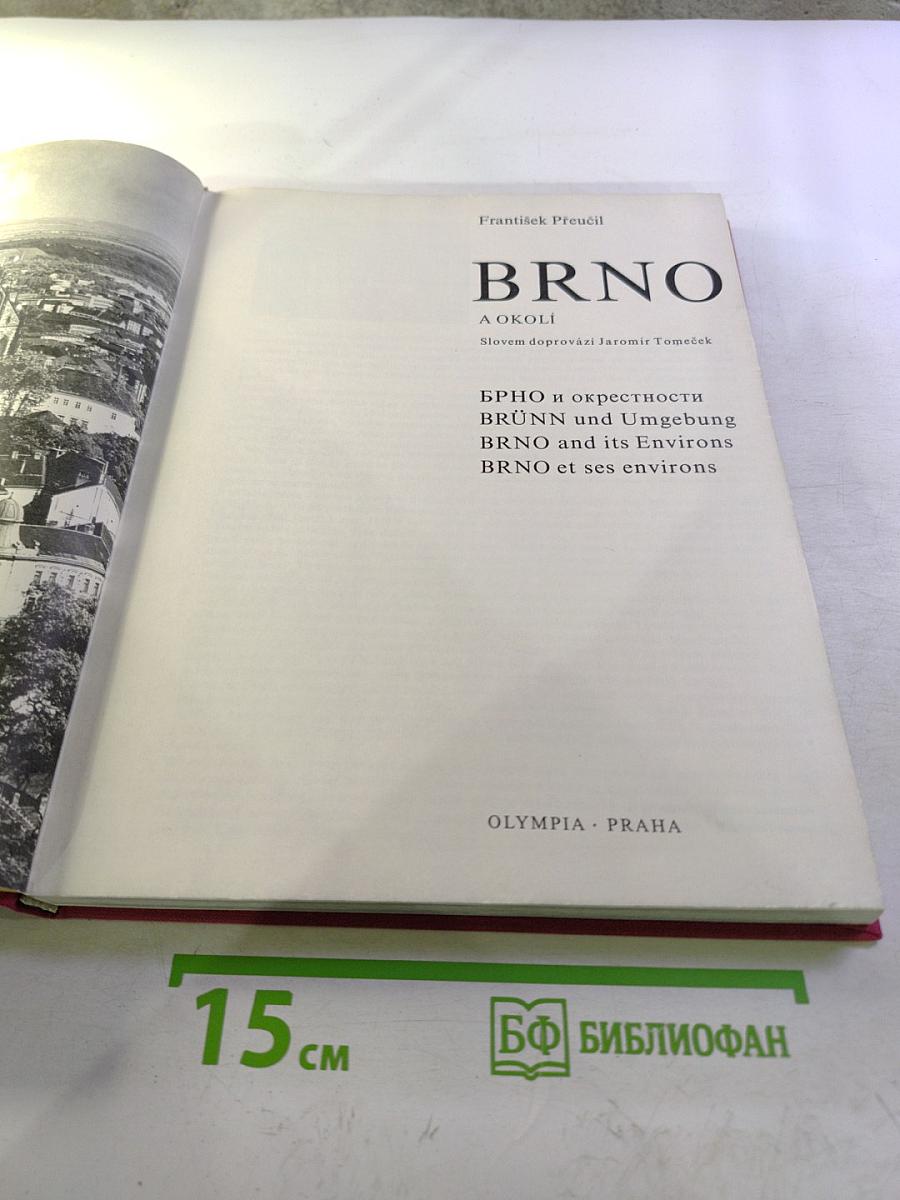 František Přeučil
BRNO
A OKOLÍ
Slovem doprovází Jaromír Tomeček
БРНО и окрестности
BRÜNN und Umgebung
BRNO and its Environs
BRNO et ses environs
OLYMPIA · PRAHA
15 см
БФ БИБЛИОФАН